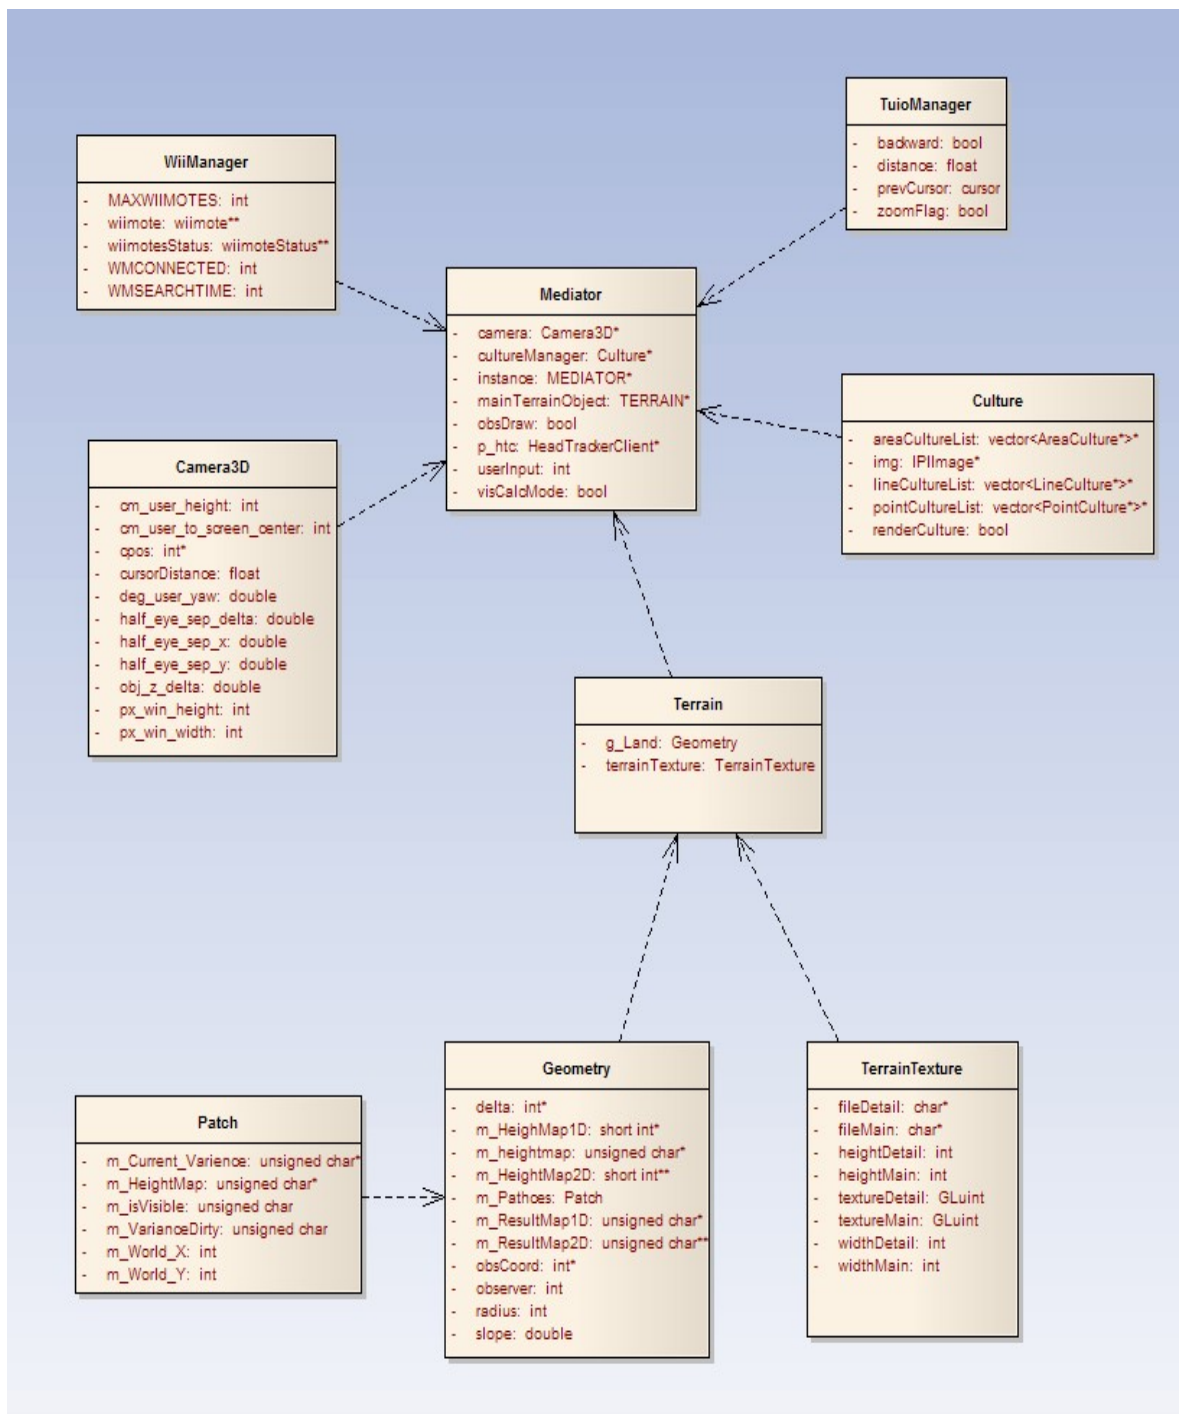 TuioManager
- backward: bool
- distance: float
- prevCursor: cursor
- zoomFlag: bool
WiiManager
- MAXWIIMOTES: int
- wiimote: wiimote**
- wiimotesStatus: wiimoteStatus**
- WMCONNECTED: int
- WMSEARCHTIME: int
Mediator
- camera: Camera3D*
- cultureManager: Culture*
- instance: MEDIATOR*
- mainTerrainObject: TERRAIN*
- obsDraw: bool
- p_htc: HeadTrackerClient*
- userInput: int
- visCalcMode: bool
Culture
- areaCultureList: vector<AreaCulture*>*
- img: IPIImage*
- lineCultureList: vector<LineCulture*>*
- pointCultureList: vector<PointCulture*>*
- renderCulture: bool
Camera3D
- cm_user_height: int
- cm_user_to_screen_center: int
- cpos: int*
- cursorDistance: float
- deg_user_yaw: double
- half_eye_sep_delta: double
- half_eye_sep_x: double
- half_eye_sep_y: double
- obj_z_delta: double
- px_win_height: int
- px_win_width: int
Terrain
- g_Land: Geometry
- terrainTexture: TerrainTexture
Geometry
- delta: int*
- m_HeighMap1D: short int*
- m_heightmap: unsigned char*
- m_HeightMap2D: short int**
- m_Pathces: Patch
- m_ResultMap1D: unsigned char*
- m_ResultMap2D: unsigned char**
- obsCoord: int*
- observer: int
- radius: int
- slope: double
TerrainTexture
- fileDetail: char*
- fileMain: char*
- heightDetail: int
- heightMain: int
- textureDetail: GLuint
- textureMain: GLuint
- widthDetail: int
- widthMain: int
Patch
- m_Current_Varience: unsigned char*
- m_HeightMap: unsigned char*
- m_isVisible: unsigned char
- m_VarianceDirty: unsigned char
- m_World_X: int
- m_World_Y: int